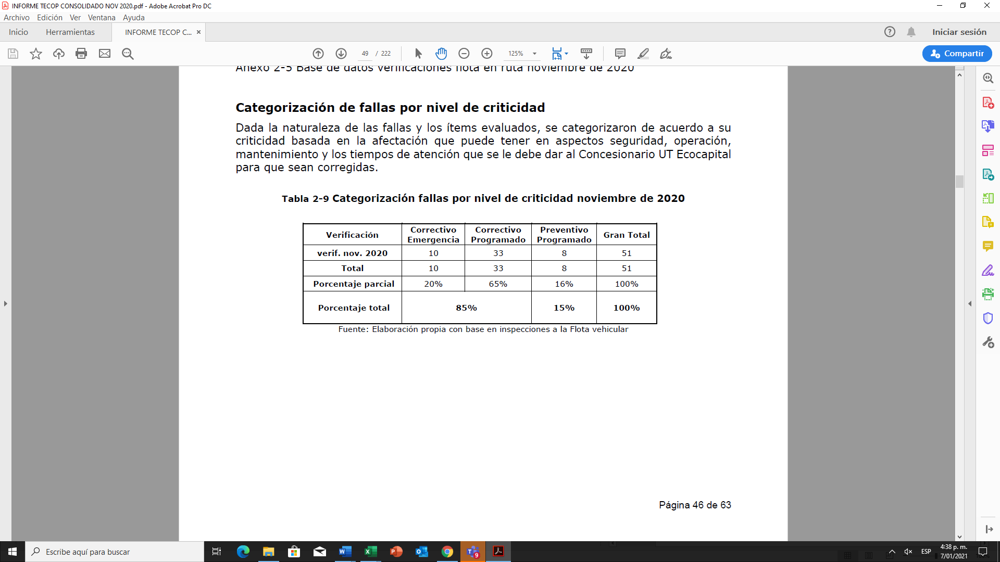 INFORME TECOP CONSOLIDADO NOV 2020.pdf - Adobe Acrobat Pro DC
Archivo Edición Ver Ventana Ayuda
Inicio Herramientas INFORME TECOP C... × Iniciar sesión
49 / 222 125% Compartir
Anexo 2-5 Base de datos verificaciones flota en ruta noviembre de 2020
Categorización de fallas por nivel de criticidad
Dada la naturaleza de las fallas y los ítems evaluados, se categorizaron de acuerdo a su
criticidad basada en la afectación que puede tener en aspectos seguridad, operación,
mantenimiento y los tiempos de atención que se le debe dar al Concesionario UT Ecocapital
para que sean corregidas.
Tabla 2-9 Categorización fallas por nivel de criticidad noviembre de 2020
Verificación Correctivo Emergencia Correctivo Programado Preventivo Programado Gran Total
verif. nov. 2020 10 33 8 51
Total 10 33 8 51
Porcentaje parcial 20% 65% 16% 100%
Porcentaje total 85% 15% 100%
Fuente: Elaboración propia con base en inspecciones a la Flota vehicular
Página 46 de 63
Escribe aquí para buscar
9
ESP
4:38 p. m.
7/01/2021